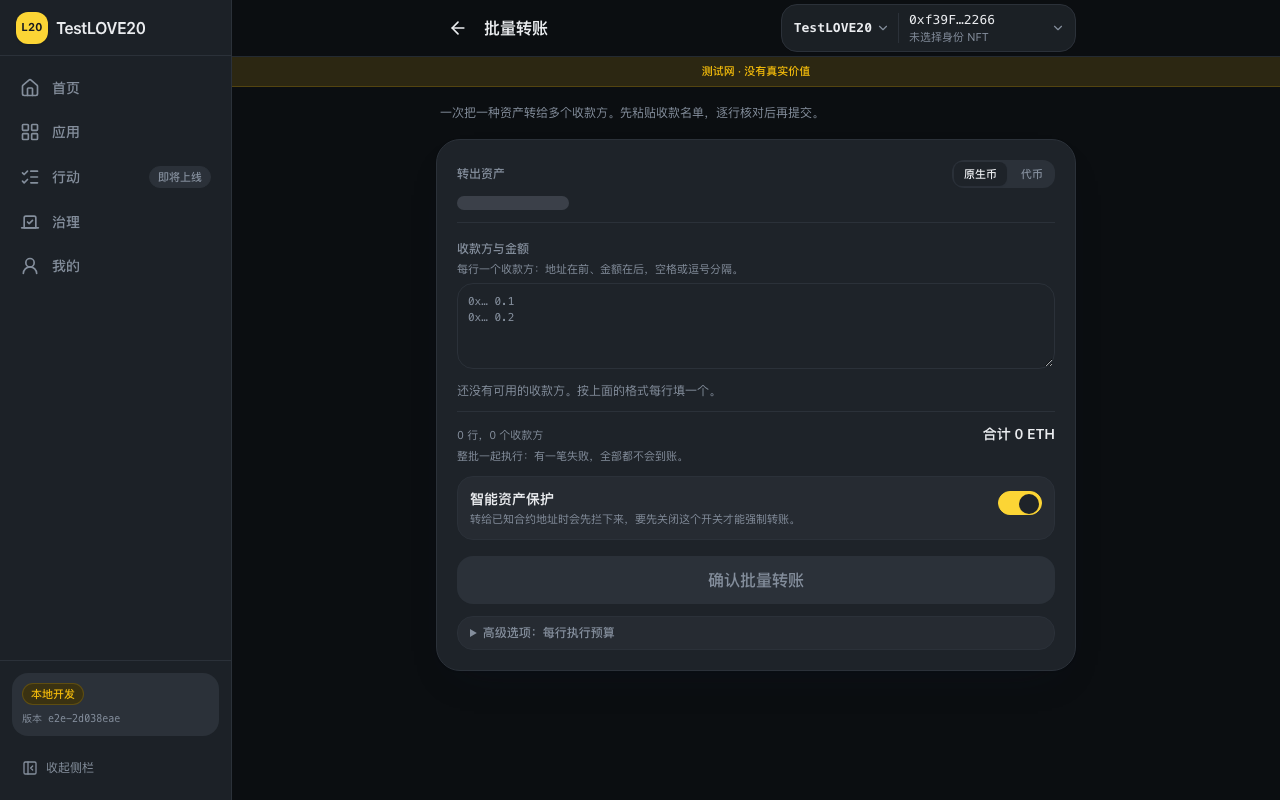 L20 TestLOVE20
首页
应用
行动 即将上线
治理
我的
本地开发
版本 e2e-2d038eae
收起侧栏
批量转账
TestLOVE20
0xf39F…2266
未选择身份 NFT
测试网 · 没有真实价值
一次把一种资产转给多个收款方。先粘贴收款名单，逐行核对后再提交。
转出资产
原生币 代币
收款方与金额
每行一个收款方：地址在前、金额在后，空格或逗号分隔。
0x… 0.1
0x… 0.2
还没有可用的收款方。按上面的格式每行填一个。
0 行，0 个收款方
合计 0 ETH
整批一起执行：有一笔失败，全部都不会到账。
智能资产保护
转给已知合约地址时会先拦下来，要先关闭这个开关才能强制转账。
确认批量转账
高级选项：每行执行预算